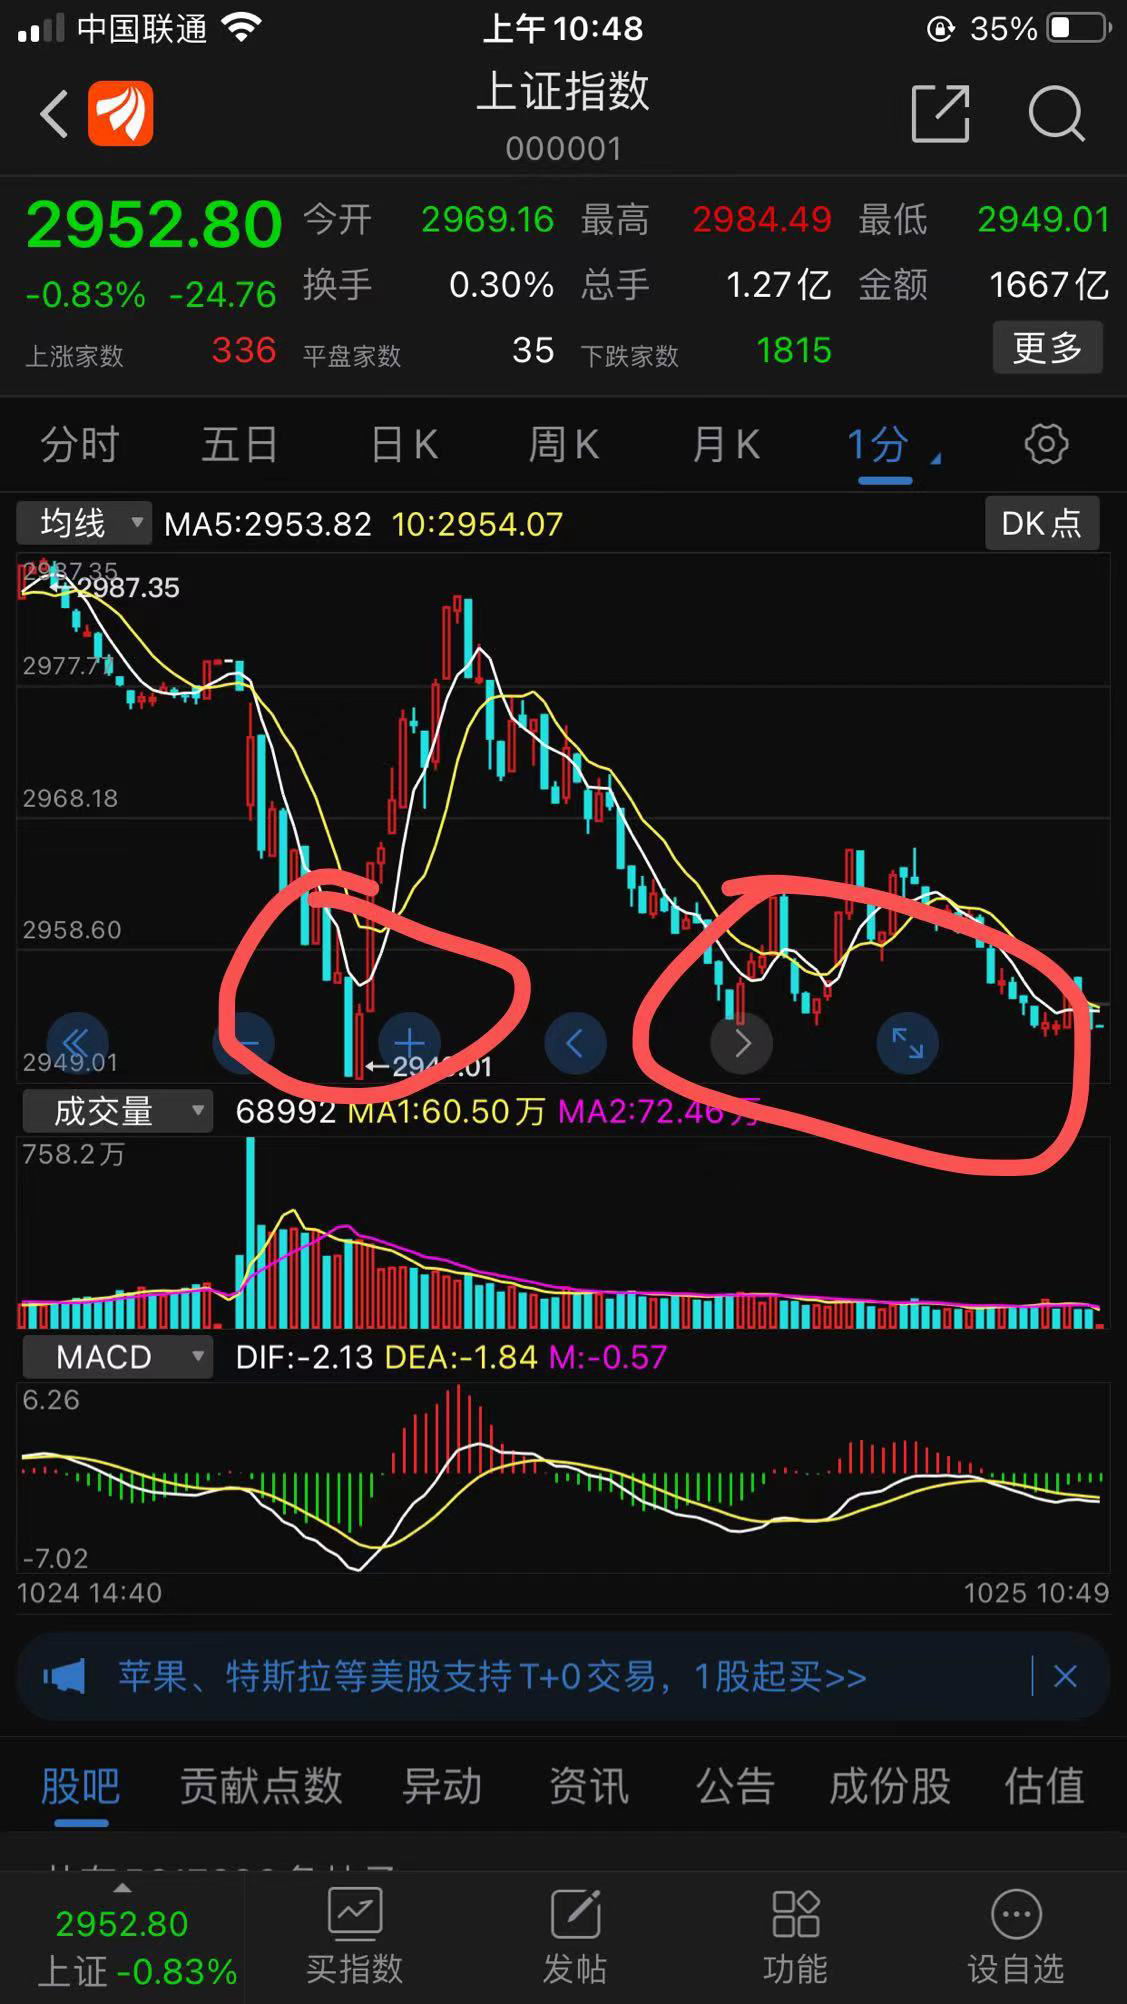 中国联通 上午10:48 35%
上证指数
000001
2952.80 今开 2969.16 最高 2984.49 最低 2949.01
-0.83% -24.76 换手 0.30% 总手 1.27亿 金额 1667亿
上涨家数 336 平盘家数 35 下跌家数 1815 更多
分时 五日 日K 周K 月K 1分
均线 MA5:2953.82 10:2954.07 DK点
2987.35
2987.35
2977.77
2968.18
2958.60
2949.01
2949.01
成交量 68992 MA1:60.50万 MA2:72.46万
758.2万
MACD DIF:-2.13 DEA:-1.84 M:-0.57
6.26
-7.02
1024 14:40 1025 10:49
苹果、特斯拉等美股支持T+0交易，1股起买>>
股吧 贡献点数 异动 资讯 公告 成份股 估值
2952.80
上证 -0.83% 买指数 发帖 功能 设自选